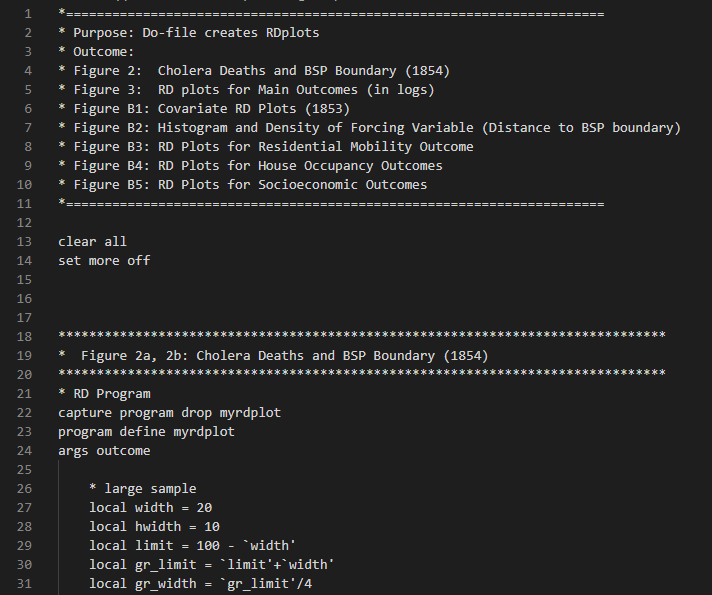 1 *======================================================================
2 * Purpose: Do-file creates RDplots
3 * Outcome:
4 * Figure 2:  Cholera Deaths and BSP Boundary (1854)
5 * Figure 3:  RD plots for Main Outcomes (in logs)
6 * Figure B1: Covariate RD Plots (1853)
7 * Figure B2: Histogram and Density of Forcing Variable (Distance to BSP boundary)
8 * Figure B3: RD Plots for Residential Mobility Outcome
9 * Figure B4: RD Plots for House Occupancy Outcomes
10 * Figure B5: RD Plots for Socioeconomic Outcomes
11 *======================================================================
12
13 clear all
14 set more off
15
16
17
18 *******************************************************************************
19 *  Figure 2a, 2b: Cholera Deaths and BSP Boundary (1854)
20 *******************************************************************************
21 * RD Program
22 capture program drop myrdplot
23 program define myrdplot
24 args outcome
25
26     * large sample
27     local width = 20
28     local hwidth = 10
29     local limit = 100 - `width'
30     local gr_limit = `limit'+`width'
31     local gr_width = `gr_limit'/4